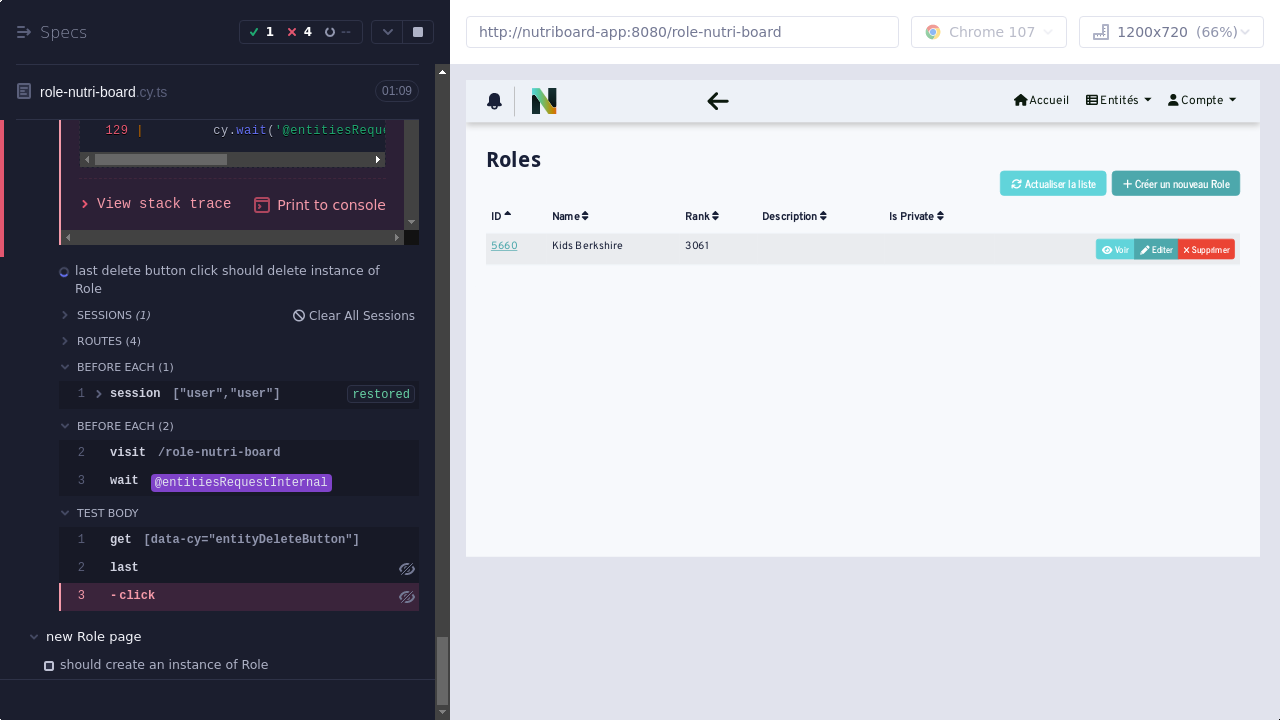 Specs
1
4
--
role-nutri-board.cy.ts
01:09
129 | cy.wait('@entitiesReque
View stack trace
Print to console
last delete button click should delete instance of
Role
SESSIONS (1)
Clear All Sessions
ROUTES (4)
BEFORE EACH (1)
1 session ["user","user"] restored
BEFORE EACH (2)
2 visit /role-nutri-board
3 wait @entitiesRequestInternal
TEST BODY
1 get [data-cy="entityDeleteButton"]
2 last
3 -click
new Role page
should create an instance of Role
http://nutriboard-app:8080/role-nutri-board
Chrome 107
1200x720 (66%)
N
Accueil
Entités
Compte
Roles
Actualiser la liste
Créer un nouveau Role
ID Name Rank Description Is Private
5660 Kids Berkshire 3061 Voir Editer Supprimer